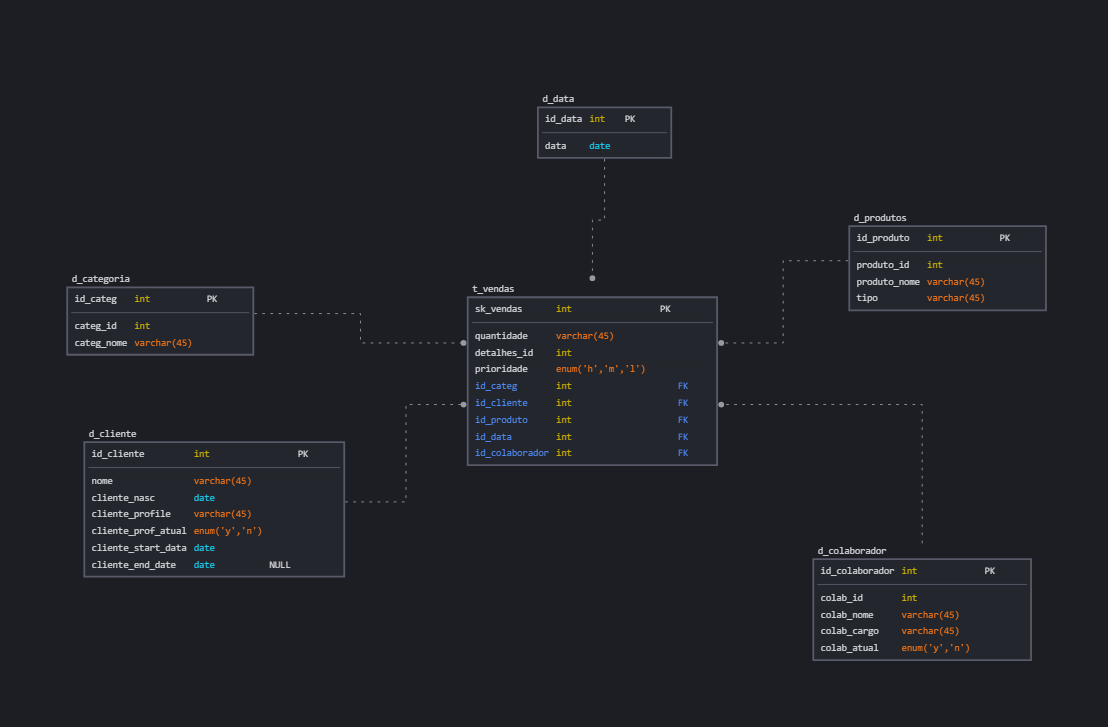 d_data
id_data int PK
data date
d_produtos
id_produto int PK
produto_id int
produto_nome varchar(45)
tipo varchar(45)
d_categoria
id_categ int PK
categ_id int
categ_nome varchar(45)
t_vendas
sk_vendas int PK
quantidade varchar(45)
detalhes_id int
prioridade enum('h','m','l')
id_categ int FK
id_cliente int FK
id_produto int FK
id_data int FK
id_colaborador int FK
d_cliente
id_cliente int PK
nome varchar(45)
cliente_nasc date
cliente_profile varchar(45)
cliente_prof_atual enum('y','n')
cliente_start_data date
cliente_end_date date NULL
d_colaborador
id_colaborador int PK
colab_id int
colab_nome varchar(45)
colab_cargo varchar(45)
colab_atual enum('y','n')